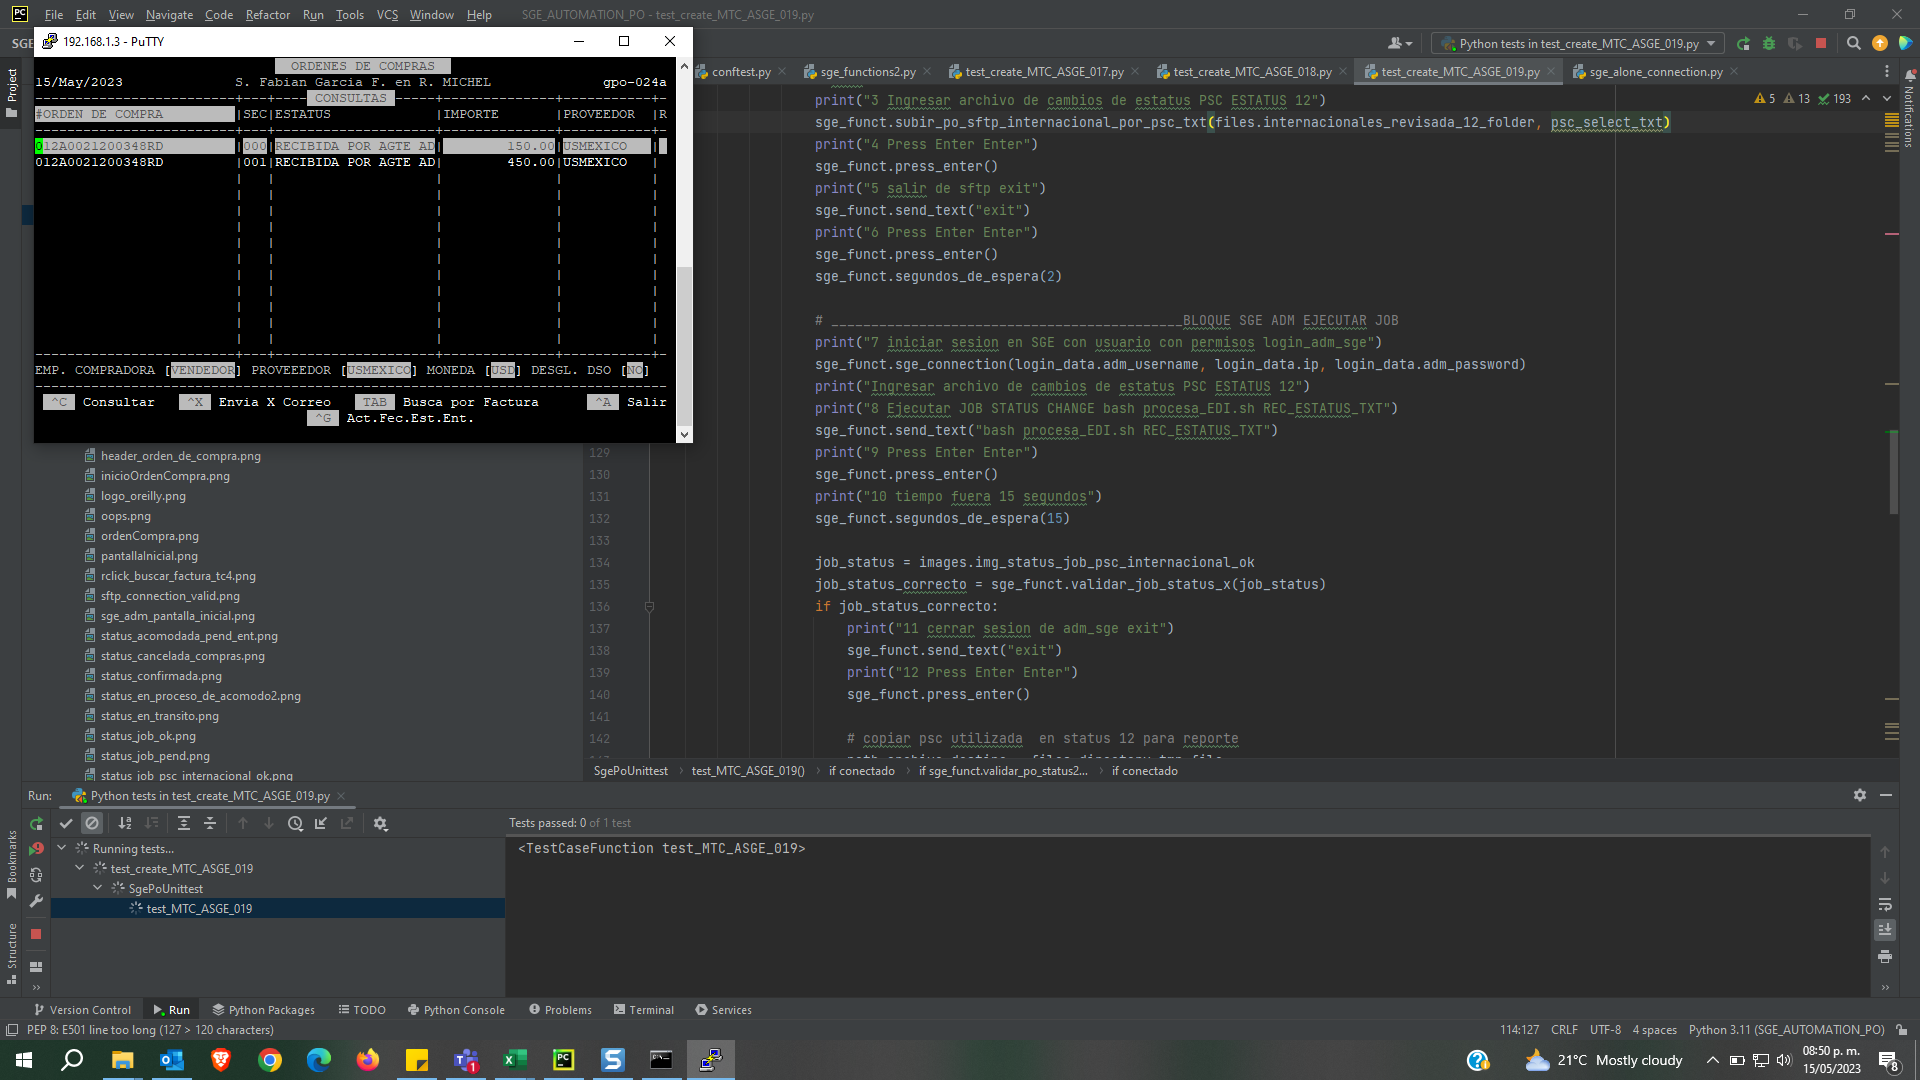 File Edit View Navigate Code Refactor Run Tools VCS Window Help SGE_AUTOMATION_PO - test_create_MTC_ASGE_019.py
SGE
Python tests in test_create_MTC_ASGE_019.py
conftest.py
sge_functions2.py
test_create_MTC_ASGE_017.py
test_create_MTC_ASGE_018.py
test_create_MTC_ASGE_019.py
sge_alone_connection.py
Project
Notifications
192.168.1.3 - PuTTY
ORDENES DE COMPRAS
15/May/2023 S. Fabian Garcia F. en R. MICHEL gpo-024a
CONSULTAS
#ORDEN DE COMPRA |SEC|ESTATUS |IMPORTE |PROVEEDOR |R
012A0021200348RD |000|RECIBIDA POR AGTE AD| 150.00|USMEXICO |
012A0021200348RD |001|RECIBIDA POR AGTE AD| 450.00|USMEXICO |
EMP. COMPRADORA [VENDEDOR] PROVEEEDOR [USMEXICO] MONEDA [USD] DESGL. DSO [NO]
^C Consultar ^X Envia X Correo TAB Busca por Factura ^A Salir
^G Act.Fec.Est.Ent.
5 13 193
print("3 Ingresar archivo de cambios de estatus PSC ESTATUS 12")
sge_funct.subir_po_sftp_internacional_por_psc_txt(files.internacionales_revisada_12_folder, psc_select_txt)
print("4 Press Enter Enter")
sge_funct.press_enter()
print("5 salir de sftp exit")
sge_funct.send_text("exit")
print("6 Press Enter Enter")
sge_funct.press_enter()
sge_funct.segundos_de_espera(2)
# ____________________________________________BLOQUE SGE ADM EJECUTAR JOB
print("7 iniciar sesion en SGE con usuario con permisos login_adm_sge")
sge_funct.sge_connection(login_data.adm_username, login_data.ip, login_data.adm_password)
print("Ingresar archivo de cambios de estatus PSC ESTATUS 12")
print("8 Ejecutar JOB STATUS CHANGE bash procesa_EDI.sh REC_ESTATUS_TXT")
sge_funct.send_text("bash procesa_EDI.sh REC_ESTATUS_TXT")
129 print("9 Press Enter Enter")
130 sge_funct.press_enter()
131 print("10 tiempo fuera 15 segundos")
132 sge_funct.segundos_de_espera(15)
133
134 job_status = images.img_status_job_psc_internacional_ok
135 job_status_correcto = sge_funct.validar_job_status_x(job_status)
136 if job_status_correcto:
137 print("11 cerrar sesion de adm_sge exit")
138 sge_funct.send_text("exit")
139 print("12 Press Enter Enter")
140 sge_funct.press_enter()
141
142 # copiar psc utilizada en status 12 para reporte
header_orden_de_compra.png
inicioOrdenCompra.png
logo_oreilly.png
oops.png
ordenCompra.png
pantallaInicial.png
rclick_buscar_factura_tc4.png
sftp_connection_valid.png
sge_adm_pantalla_inicial.png
status_acomodada_pend_ent.png
status_cancelada_compras.png
status_confirmada.png
status_en_proceso_de_acomodo2.png
status_en_transito.png
status_job_ok.png
status_job_pend.png
status_job_psc_internacional_ok.png
SgePoUnittest test_MTC_ASGE_019() if conectado if sge_funct.validar_po_status2... if conectado
Run: Python tests in test_create_MTC_ASGE_019.py
Tests passed: 0 of 1 test
Running tests...
test_create_MTC_ASGE_019
SgePoUnittest
test_MTC_ASGE_019
<TestCaseFunction test_MTC_ASGE_019>
Bookmarks
Structure
Version Control Run Python Packages TODO Python Console Problems Terminal Services
PEP 8: E501 line too long (127 > 120 characters)
114:127 CRLF UTF-8 4 spaces Python 3.11 (SGE_AUTOMATION_PO)
21°C Mostly cloudy
08:50 p. m.
15/05/2023
8